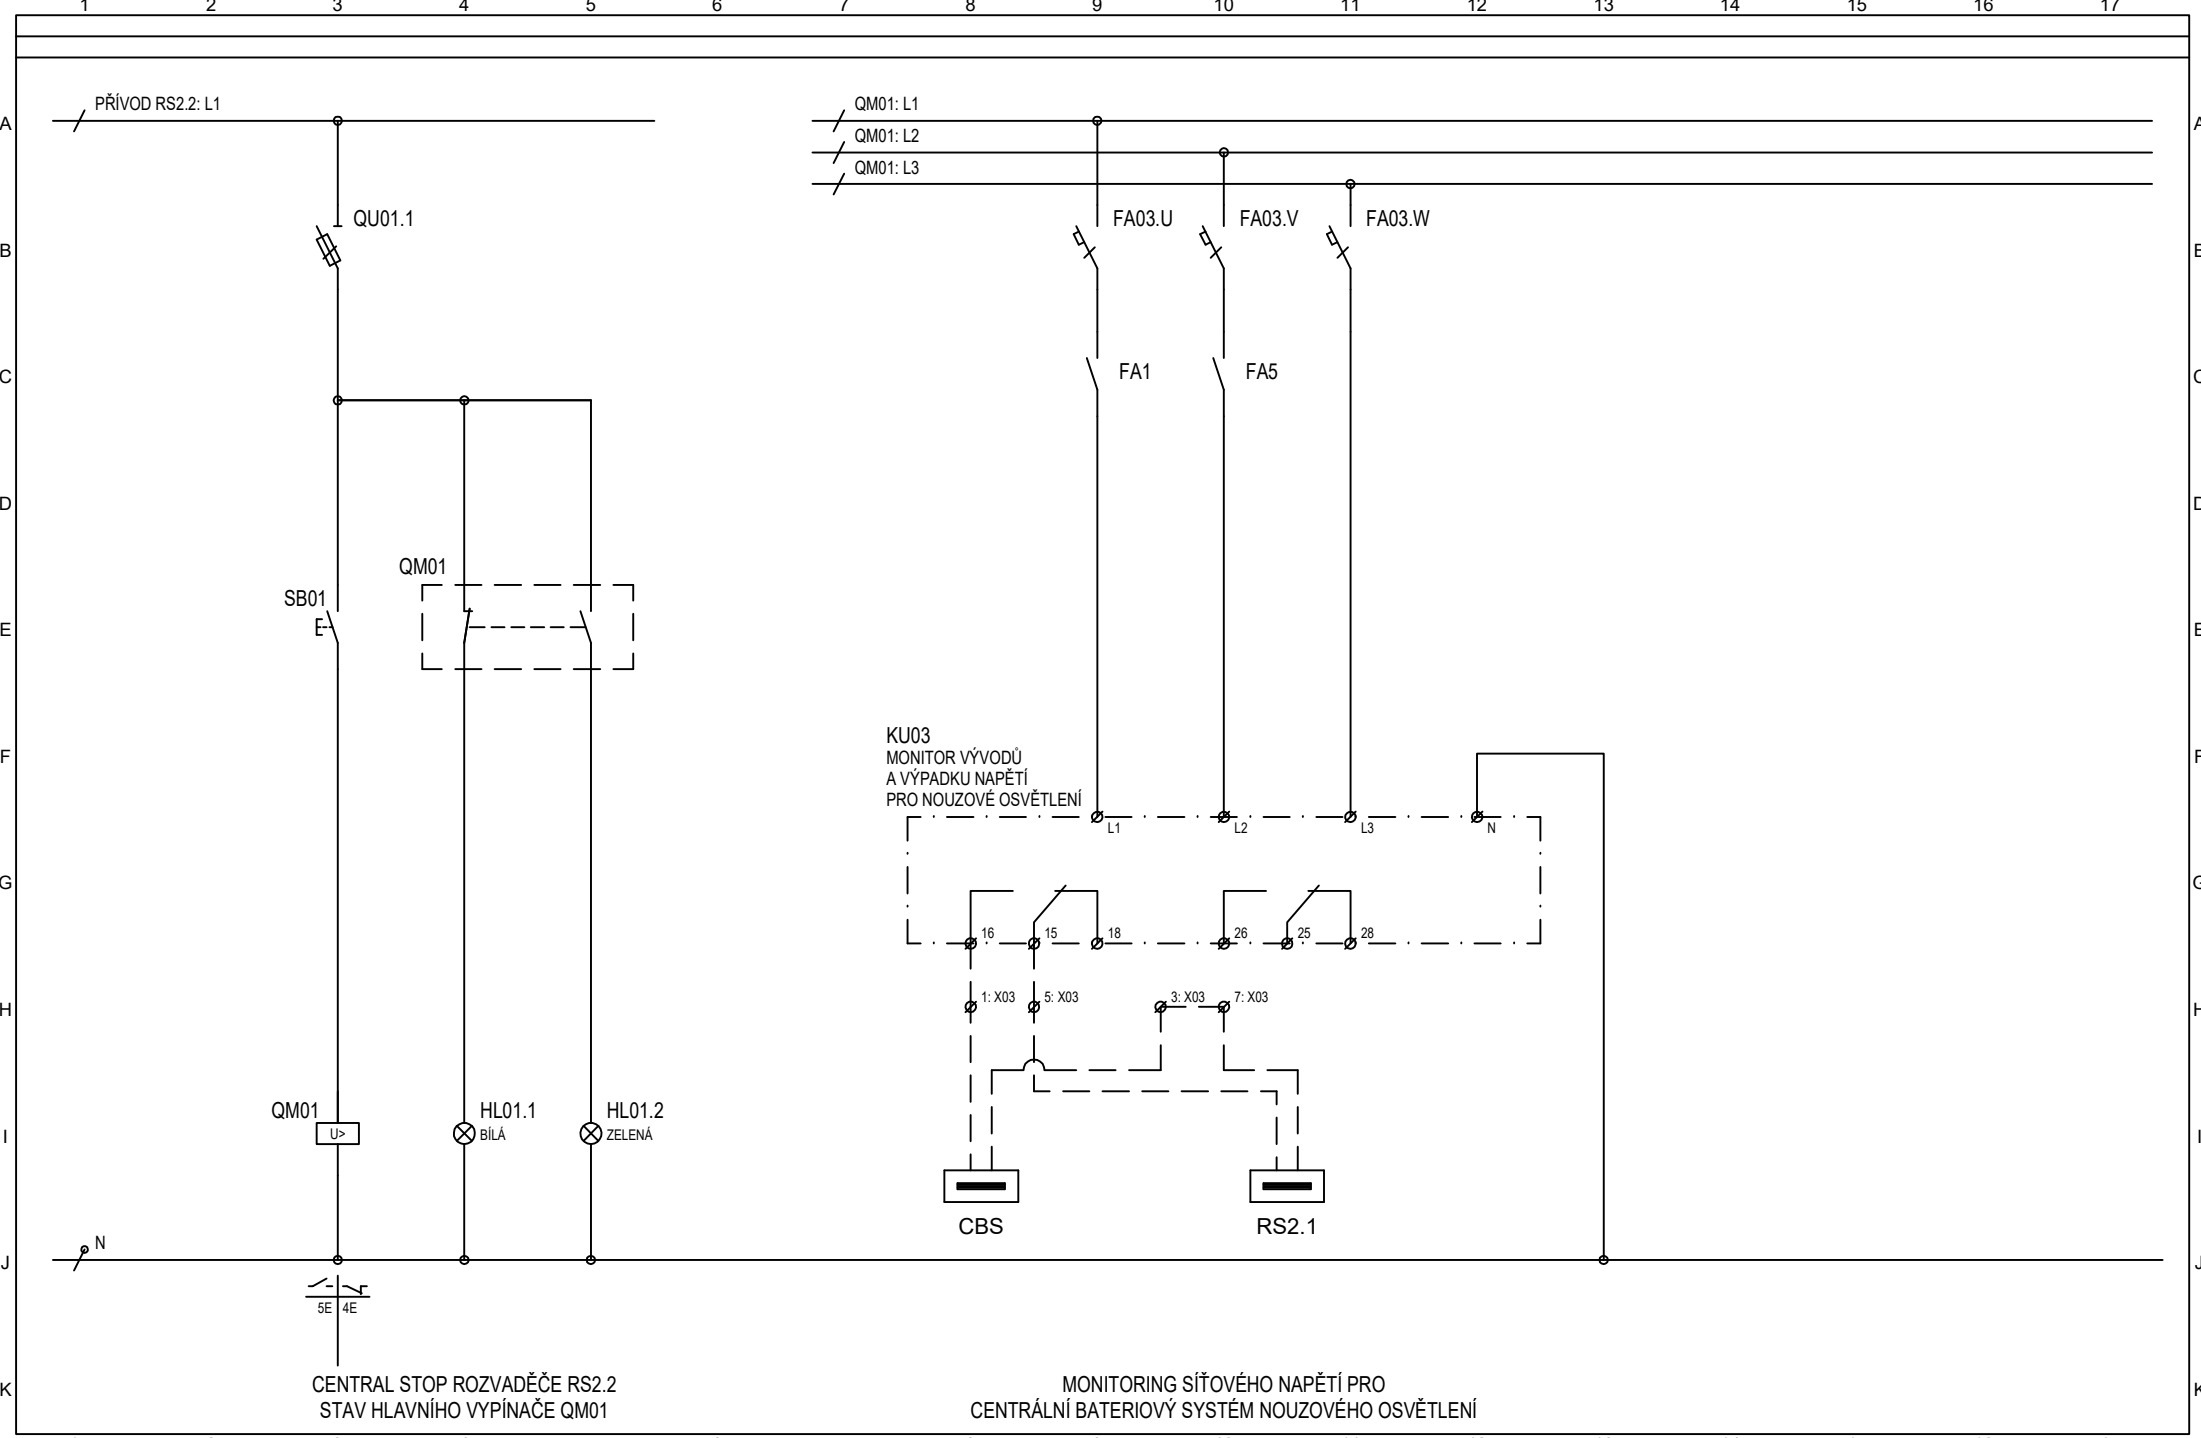 1 2 3 4 5 6 7 8 9 10 11 12 13 14 15 16 17
PŘÍVOD RS2.2: L1
QM01: L1
A A
QM01: L2
QM01: L3
QU01.1 FA03.U FA03.V FA03.W
B B
FA1 FA5
C C
D D
QM01
SB01
E E
KU03
MONITOR VÝVODŮ
F F
A VÝPADKU NAPĚTÍ
PRO NOUZOVÉ OSVĚTLENÍ
L1 L2 L3 N
G G
16 15 18 26 25 28
1: X03 5: X03 3: X03 7: X03
H H
QM01 HL01.1 HL01.2
U> BÍLÁ ZELENÁ
I I
CBS RS2.1
N
J J
5E 4E
CENTRAL STOP ROZVADĚČE RS2.2
STAV HLAVNÍHO VYPÍNAČE QM01
MONITORING SÍŤOVÉHO NAPĚTÍ PRO
CENTRÁLNÍ BATERIOVÝ SYSTÉM NOUZOVÉHO OSVĚTLENÍ
K K